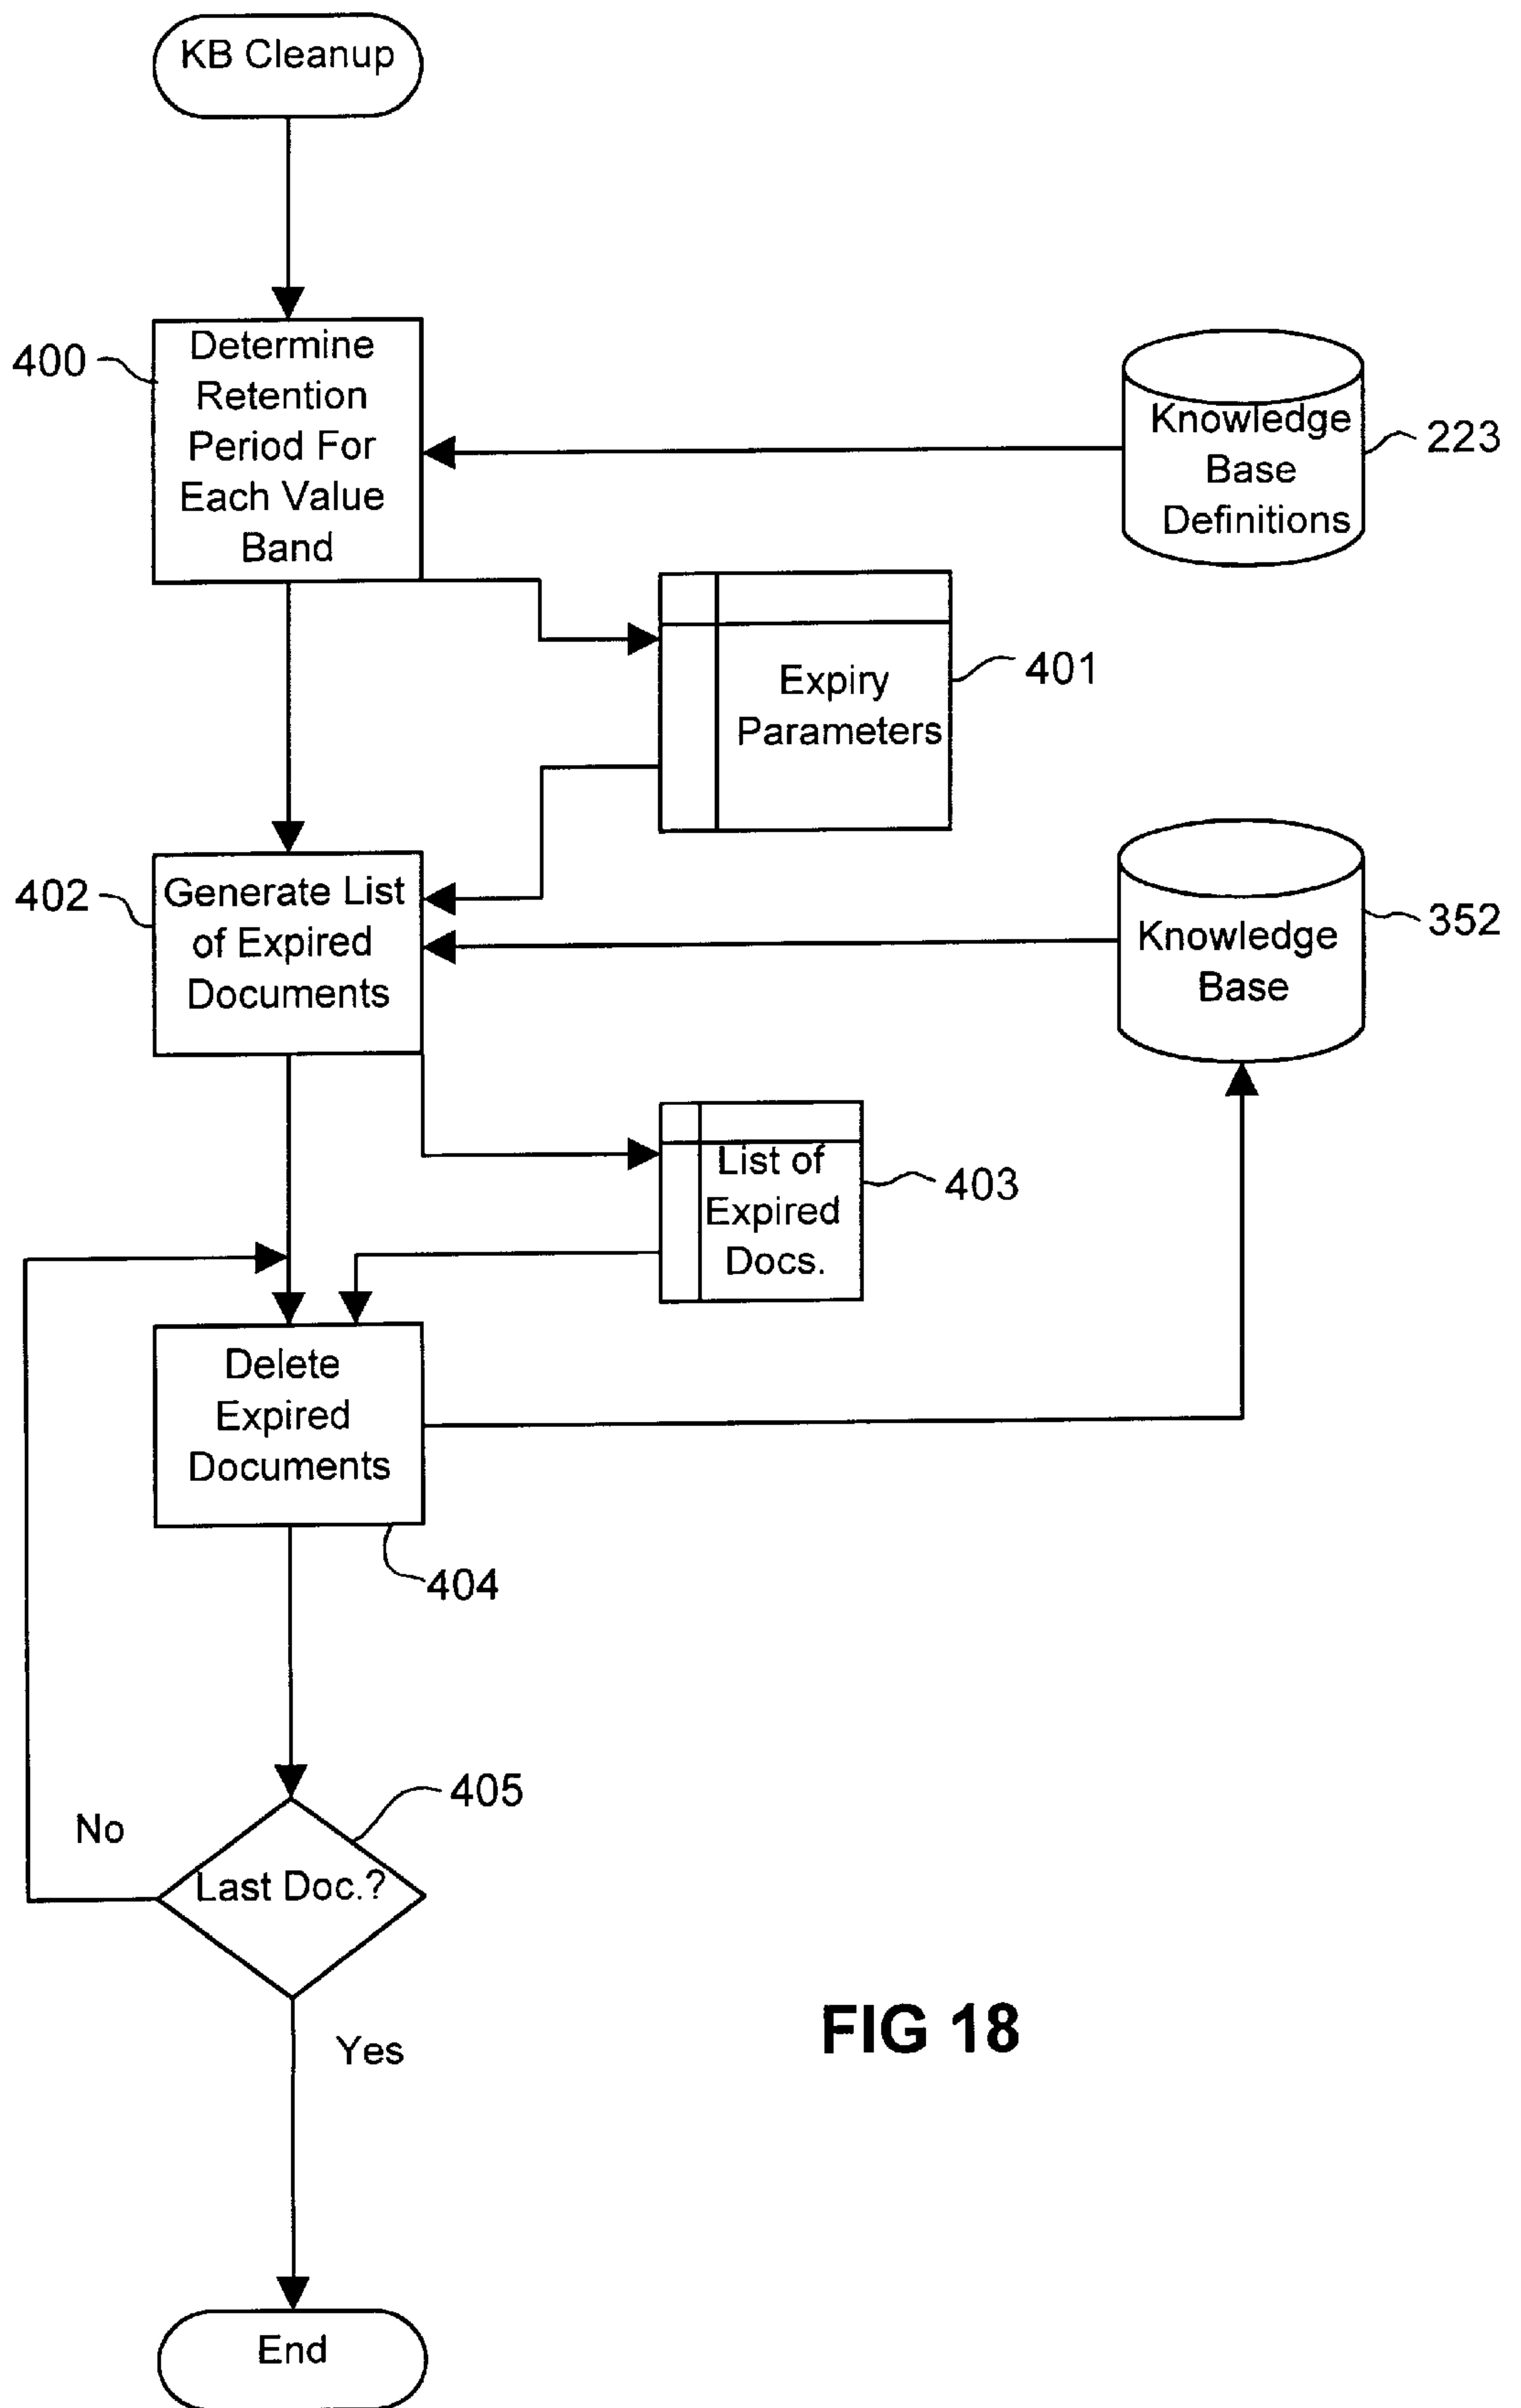 KB Cleanup
400
Determine
Retention
Period For
Each Value
Band
Knowledge
Base
Definitions
223
Expiry
Parameters
401
402
Generate List
of Expired
Documents
Knowledge
Base
352
List of
Expired
Docs.
403
Delete
Expired
Documents
404
405
No
Last Doc.?
Yes
FIG 18
End